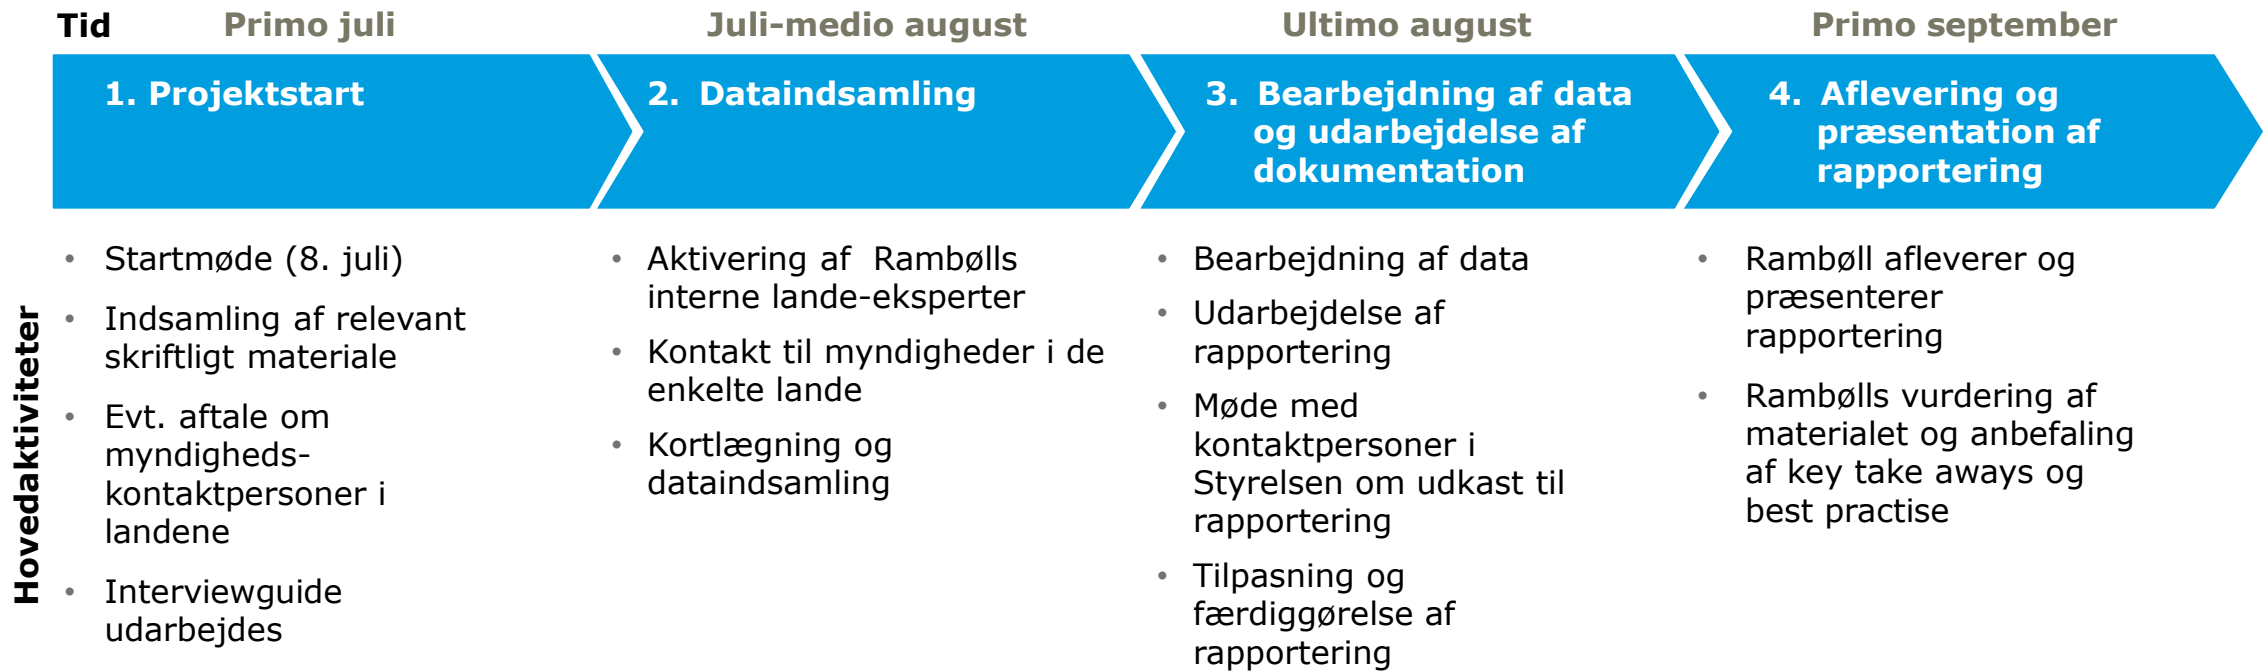 Tid
Primo juli
Juli-medio august
Ultimo august
Primo september
1. Projektstart
2. Dataindsamling
3. Bearbejdning af data
og udarbejdelse af
dokumentation
4. Aflevering og
præsentation af
rapportering
Hovedaktiviteter
• Startmøde (8. juli)
• Indsamling af relevant
skriftligt materiale
• Evt. aftale om
myndigheds-
kontaktpersoner i
landene
• Interviewguide
udarbejdes
• Aktivering af Rambølls
interne lande-eksperter
• Kontakt til myndigheder i de
enkelte lande
• Kortlægning og
dataindsamling
• Bearbejdning af data
• Udarbejdelse af
rapportering
• Møde med
kontaktpersoner i
Styrelsen om udkast til
rapportering
• Tilpasning og
færdiggørelse af
rapportering
• Rambøll afleverer og
præsenterer
rapportering
• Rambølls vurdering af
materialet og anbefaling
af key take aways og
best practise